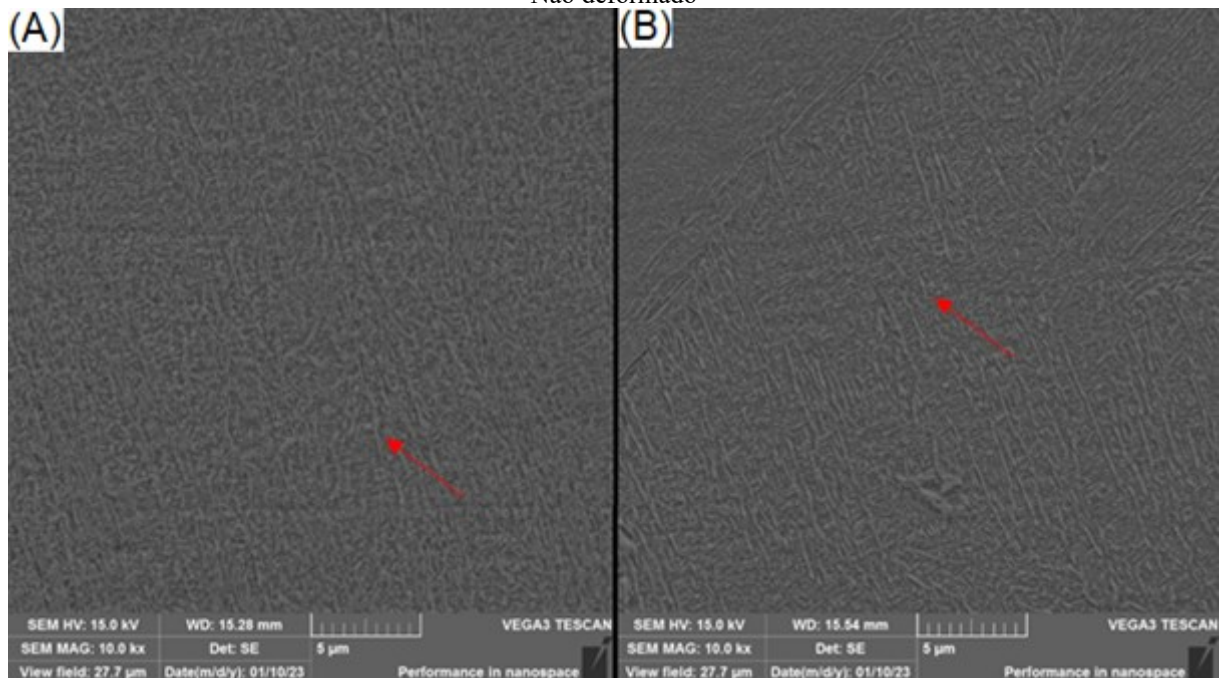 Não deformado
(A)
(B)
SEM HV: 15.0 kV
WD: 15.28 mm
VEGA3 TESCAN
SEM MAG: 10.0 kx
Det: SE
5 µm
View field: 27.7 µm
Date(m/d/y): 01/10/23
Performance in nanospace
SEM HV: 15.0 kV
WD: 15.54 mm
VEGA3 TESCAN
SEM MAG: 10.0 kx
Det: SE
5 µm
View field: 27.7 µm
Date(m/d/y): 01/10/23
Performance in nanospace